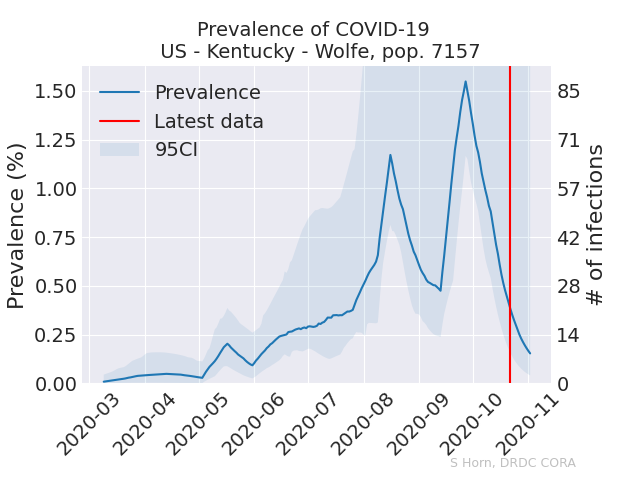 Prevalence of COVID-19
US - Kentucky - Wolfe, pop. 7157
Prevalence (%)
1.50
1.25
1.00
0.75
0.50
0.25
0.00
Prevalence
Latest data
95CI
85
71
57
42
28
14
0
# of infections
2020-03
2020-04
2020-05
2020-06
2020-07
2020-08
2020-09
2020-10
2020-11
S Horn, DRDC CORA